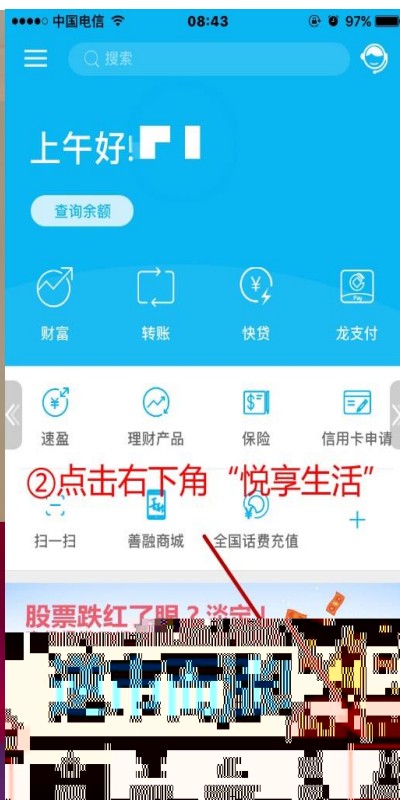 中国电信 08:43 97%
搜索
上午好!
查询余额
财富 转账 快贷 龙支付
速盈 理财产品 保险 信用卡申请
②点击右下角“悦享生活”
扫一扫 善融商城 全国话费充值
股票跌红了眼？淡定！